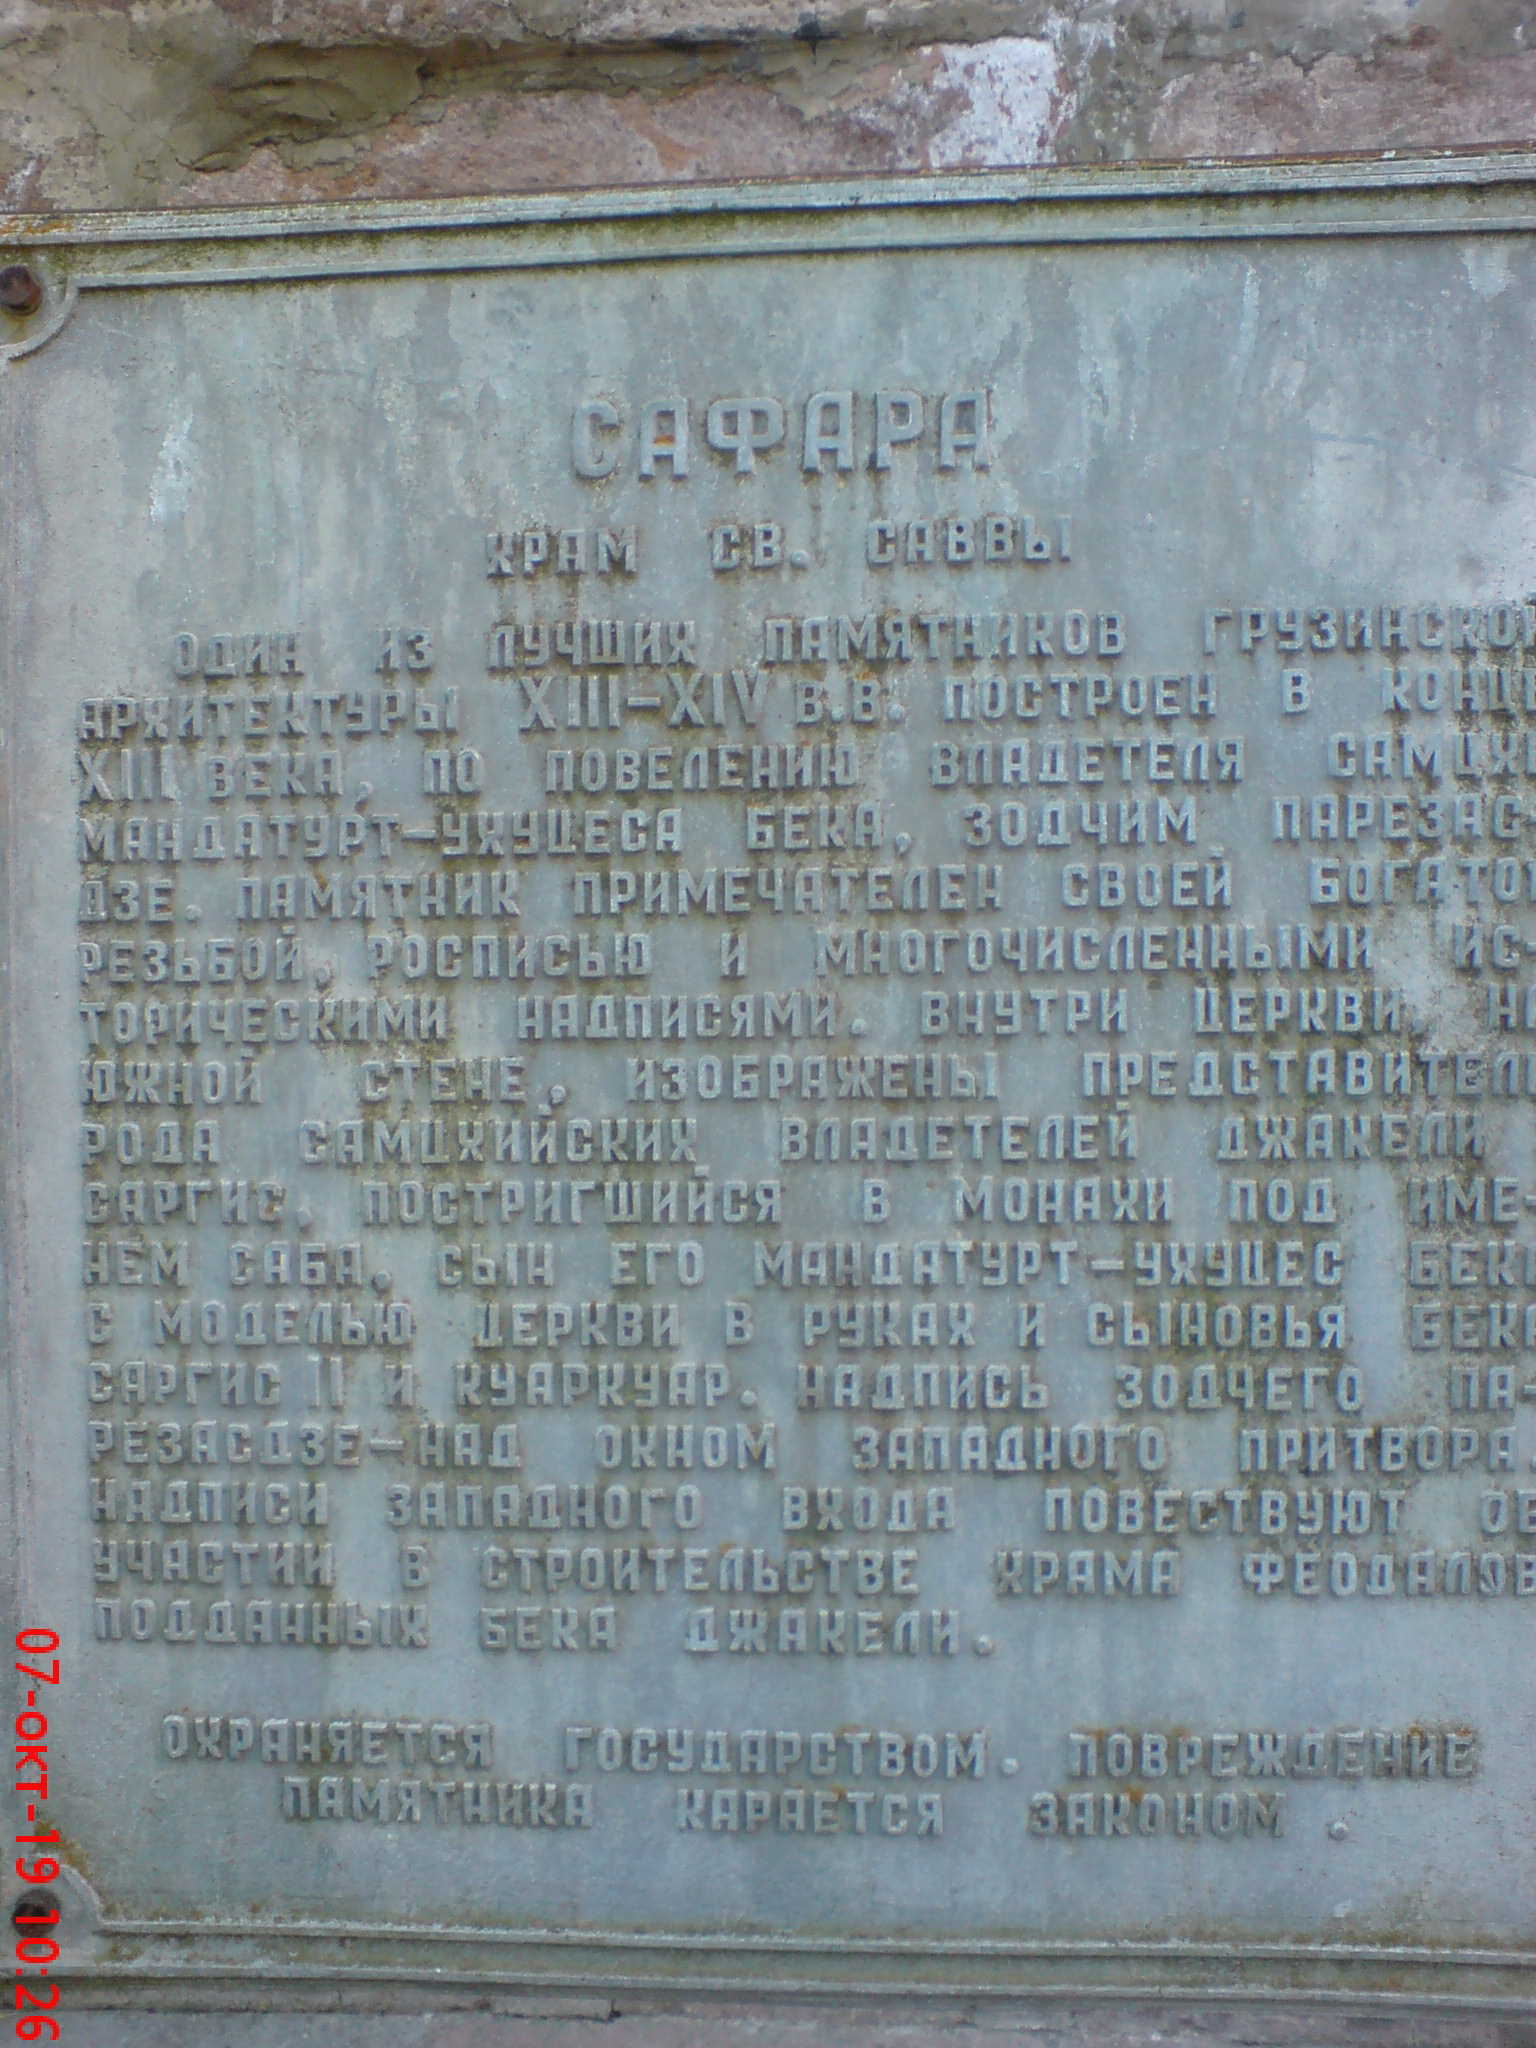 САФАРА
ХРАМ СВ. САВВЫ
ОДИН ИЗ ЛУЧШИХ ПАМЯТНИКОВ ГРУЗИНСКОЙ
АРХИТЕКТУРЫ XIII-XIV В.В. ПОСТРОЕН В КОНЦЕ
XIII ВЕКА, ПО ПОВЕЛЕНИЮ ВЛАДЕТЕЛЯ САМЦХЕ
МАНДАТУРТ-УХУЦЕСА БЕКА, ЗОДЧИМ ПАРЕЗАС-
ДЗЕ. ПАМЯТНИК ПРИМЕЧАТЕЛЕН СВОЕЙ БОГАТОЙ
РЕЗЬБОЙ, РОСПИСЬЮ И МНОГОЧИСЛЕННЫМИ ИС-
ТОРИЧЕСКИМИ НАДПИСЯМИ. ВНУТРИ ЦЕРКВИ, НА
ЮЖНОЙ СТЕНЕ, ИЗОБРАЖЕНЫ ПРЕДСТАВИТЕЛИ
РОДА САМЦХИЙСКИХ ВЛАДЕТЕЛЕЙ ДЖАКЕЛИ
САРГИС, ПОСТРИГШИЙСЯ В МОНАХИ ПОД ИМЕ-
НЕМ САБА, СЫН ЕГО МАНДАТУРТ-УХУЦЕС БЕКА
С МОДЕЛЬЮ ЦЕРКВИ В РУКАХ И СЫНОВЬЯ БЕКА
САРГИС II И КУАРКУАР. НАДПИСЬ ЗОДЧЕГО ПА-
РЕЗАСДЗЕ-НАД ОКНОМ ЗАПАДНОГО ПРИТВОРА.
НАДПИСИ ЗАПАДНОГО ВХОДА ПОВЕСТВУЮТ ОБ
УЧАСТИИ В СТРОИТЕЛЬСТВЕ ХРАМА ФЕОДАЛОВ
ПОДДАННЫХ БЕКА ДЖАКЕЛИ.
ОХРАНЯЕТСЯ ГОСУДАРСТВОМ. ПОВРЕЖДЕНИЕ
ПАМЯТНИКА КАРАЕТСЯ ЗАКОНОМ.
07-окт-19 10:26